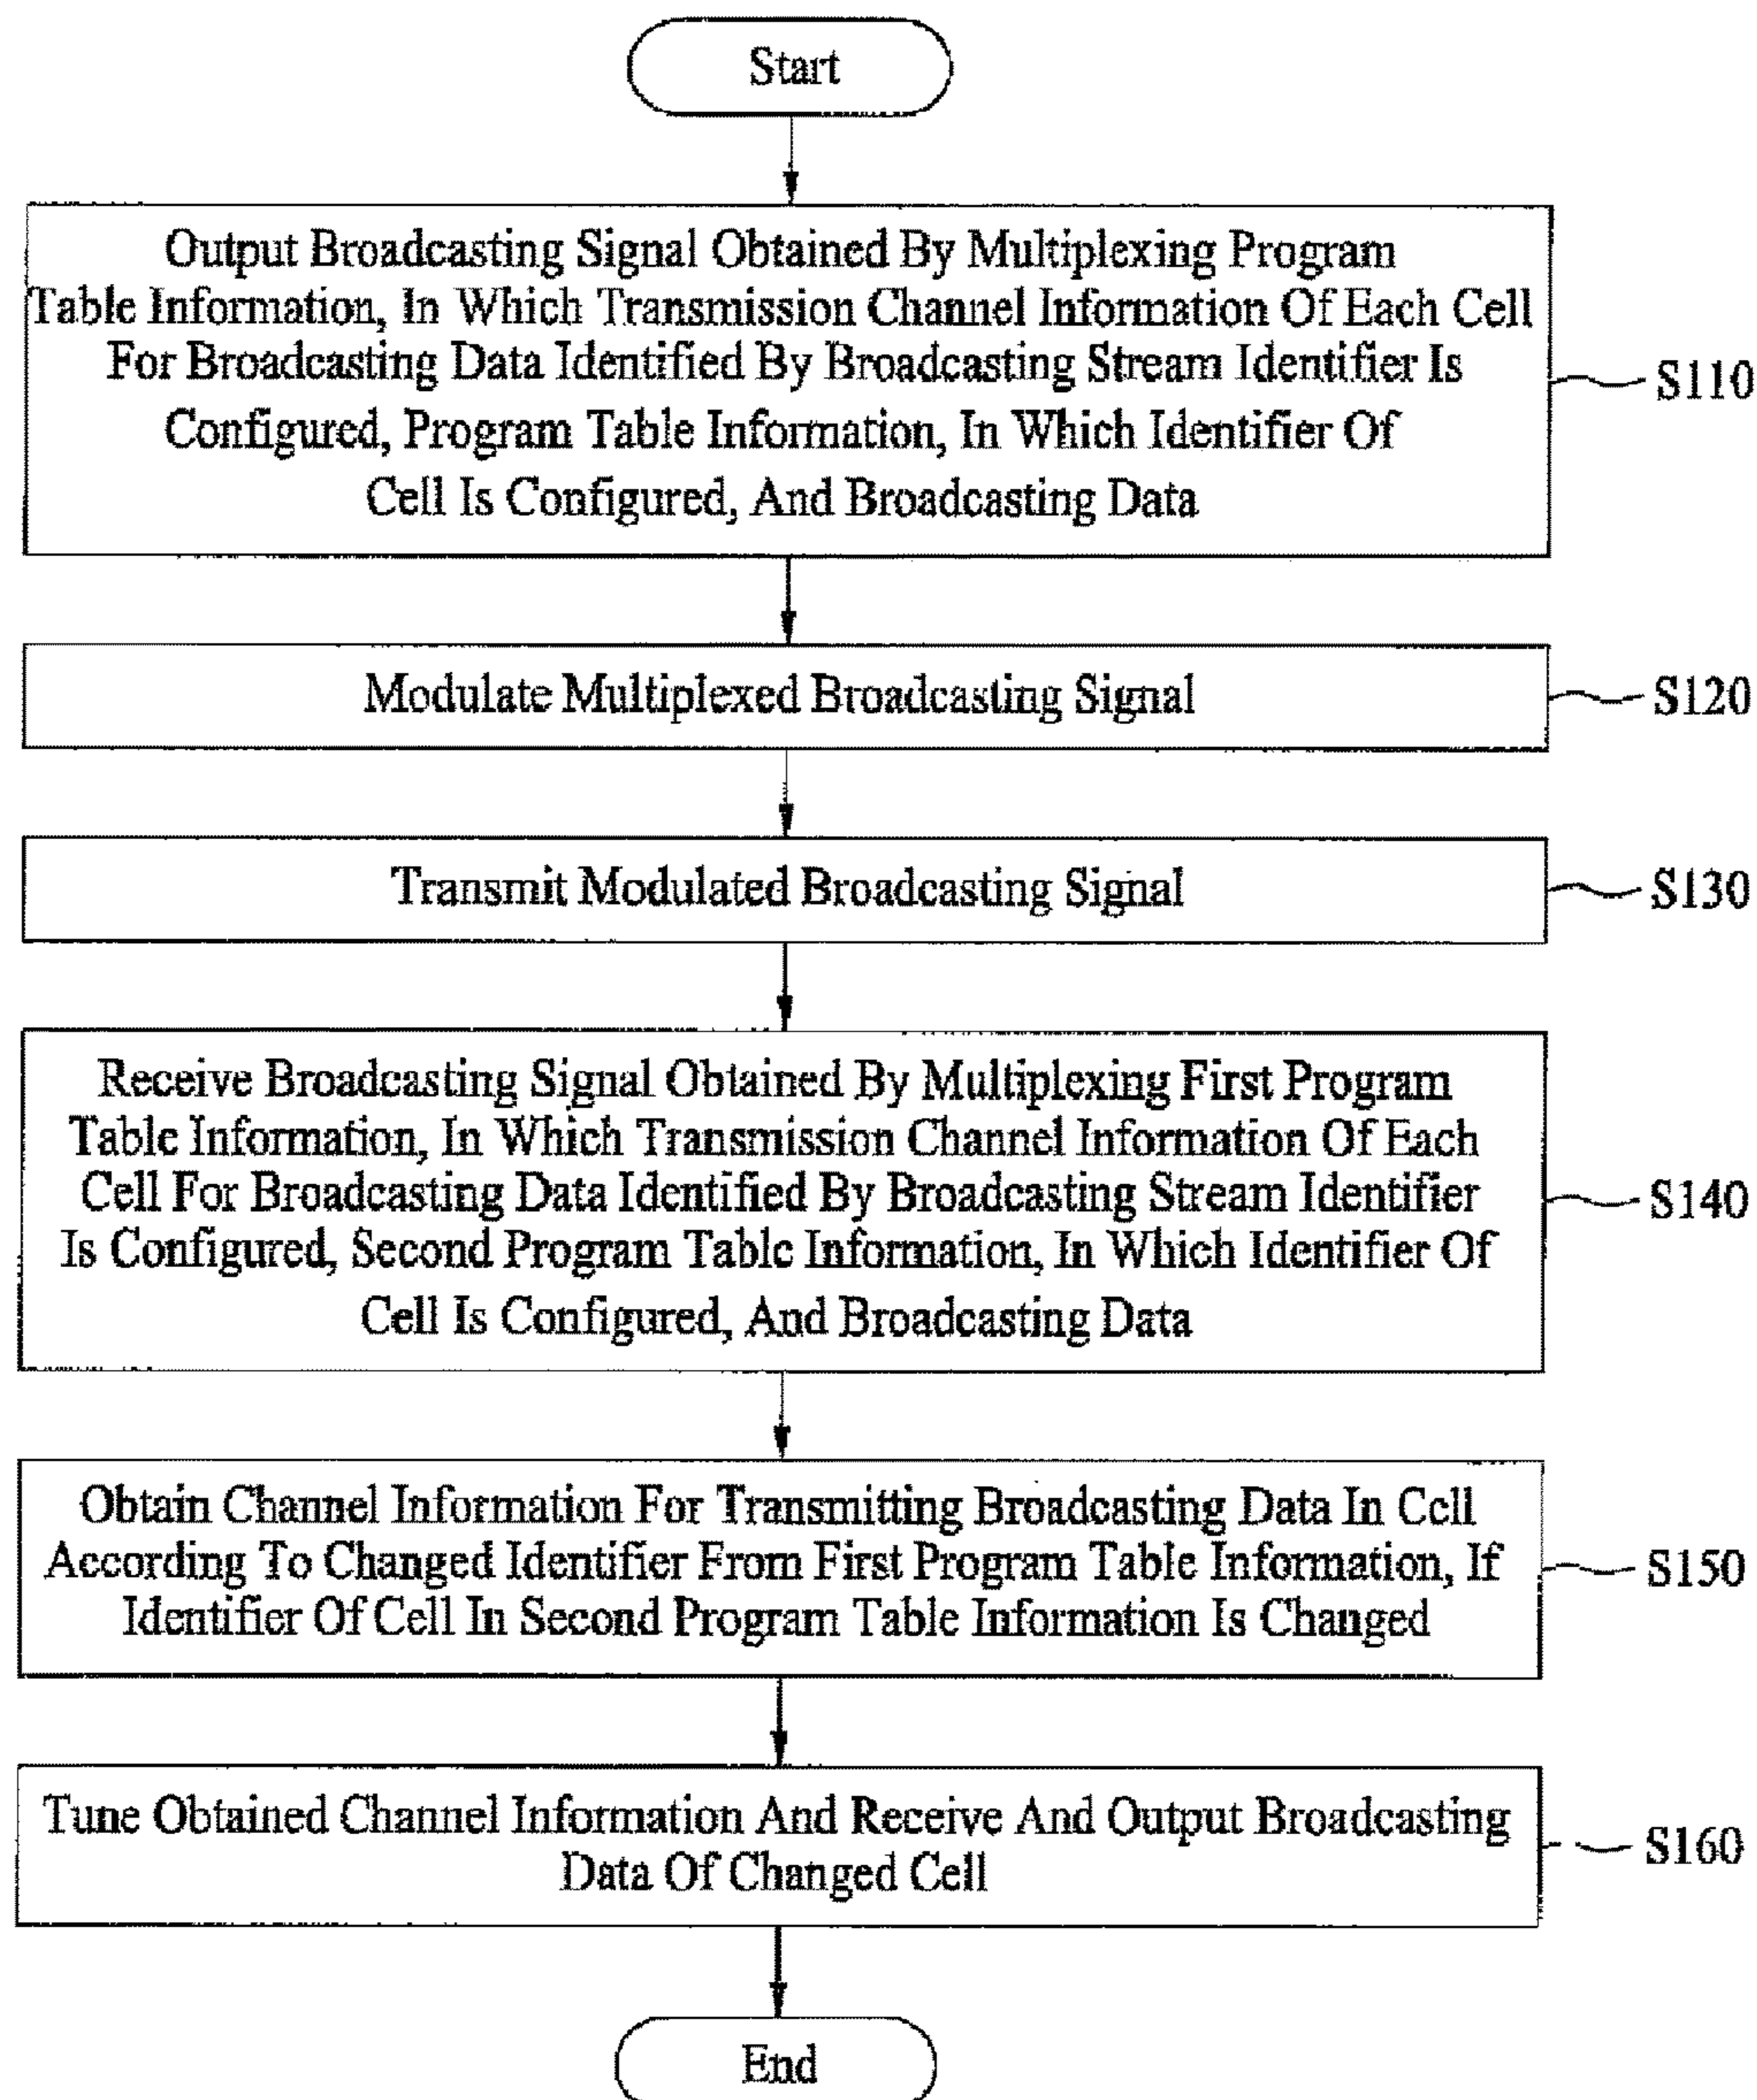 Start
Output Broadcasting Signal Obtained By Multiplexing Program
Table Information, In Which Transmission Channel Information Of Each Cell
For Broadcasting Data Identified By Broadcasting Stream Identifier Is
Configured, Program Table Information, In Which Identifier Of
Cell Is Configured, And Broadcasting Data
S110
Modulate Multiplexed Broadcasting Signal
S120
Transmit Modulated Broadcasting Signal
S130
Receive Broadcasting Signal Obtained By Multiplexing First Program
Table Information, In Which Transmission Channel Information Of Each
Cell For Broadcasting Data Identified By Broadcasting Stream Identifier
Is Configured, Second Program Table Information, In Which Identifier Of
Cell Is Configured, And Broadcasting Data
S140
Obtain Channel Information For Transmitting Broadcasting Data In Cell
According To Changed Identifier From First Program Table Information, If
Identifier Of Cell In Second Program Table Information Is Changed
S150
Tune Obtained Channel Information And Receive And Output Broadcasting
Data Of Changed Cell
S160
End